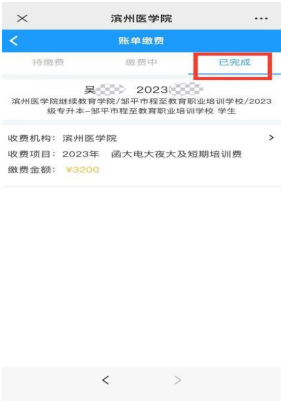 滨州医学院
账单缴费
待缴费 缴费中 已完成
吴 2023
滨州医学院继续教育学院/邹平市程至教育职业培训学校/2023
级专升本-邹平市程至教育职业培训学校 学生
收费机构：滨州医学院
收费项目：2023年 函大电大夜大及短期培训费
缴费金额：¥3200